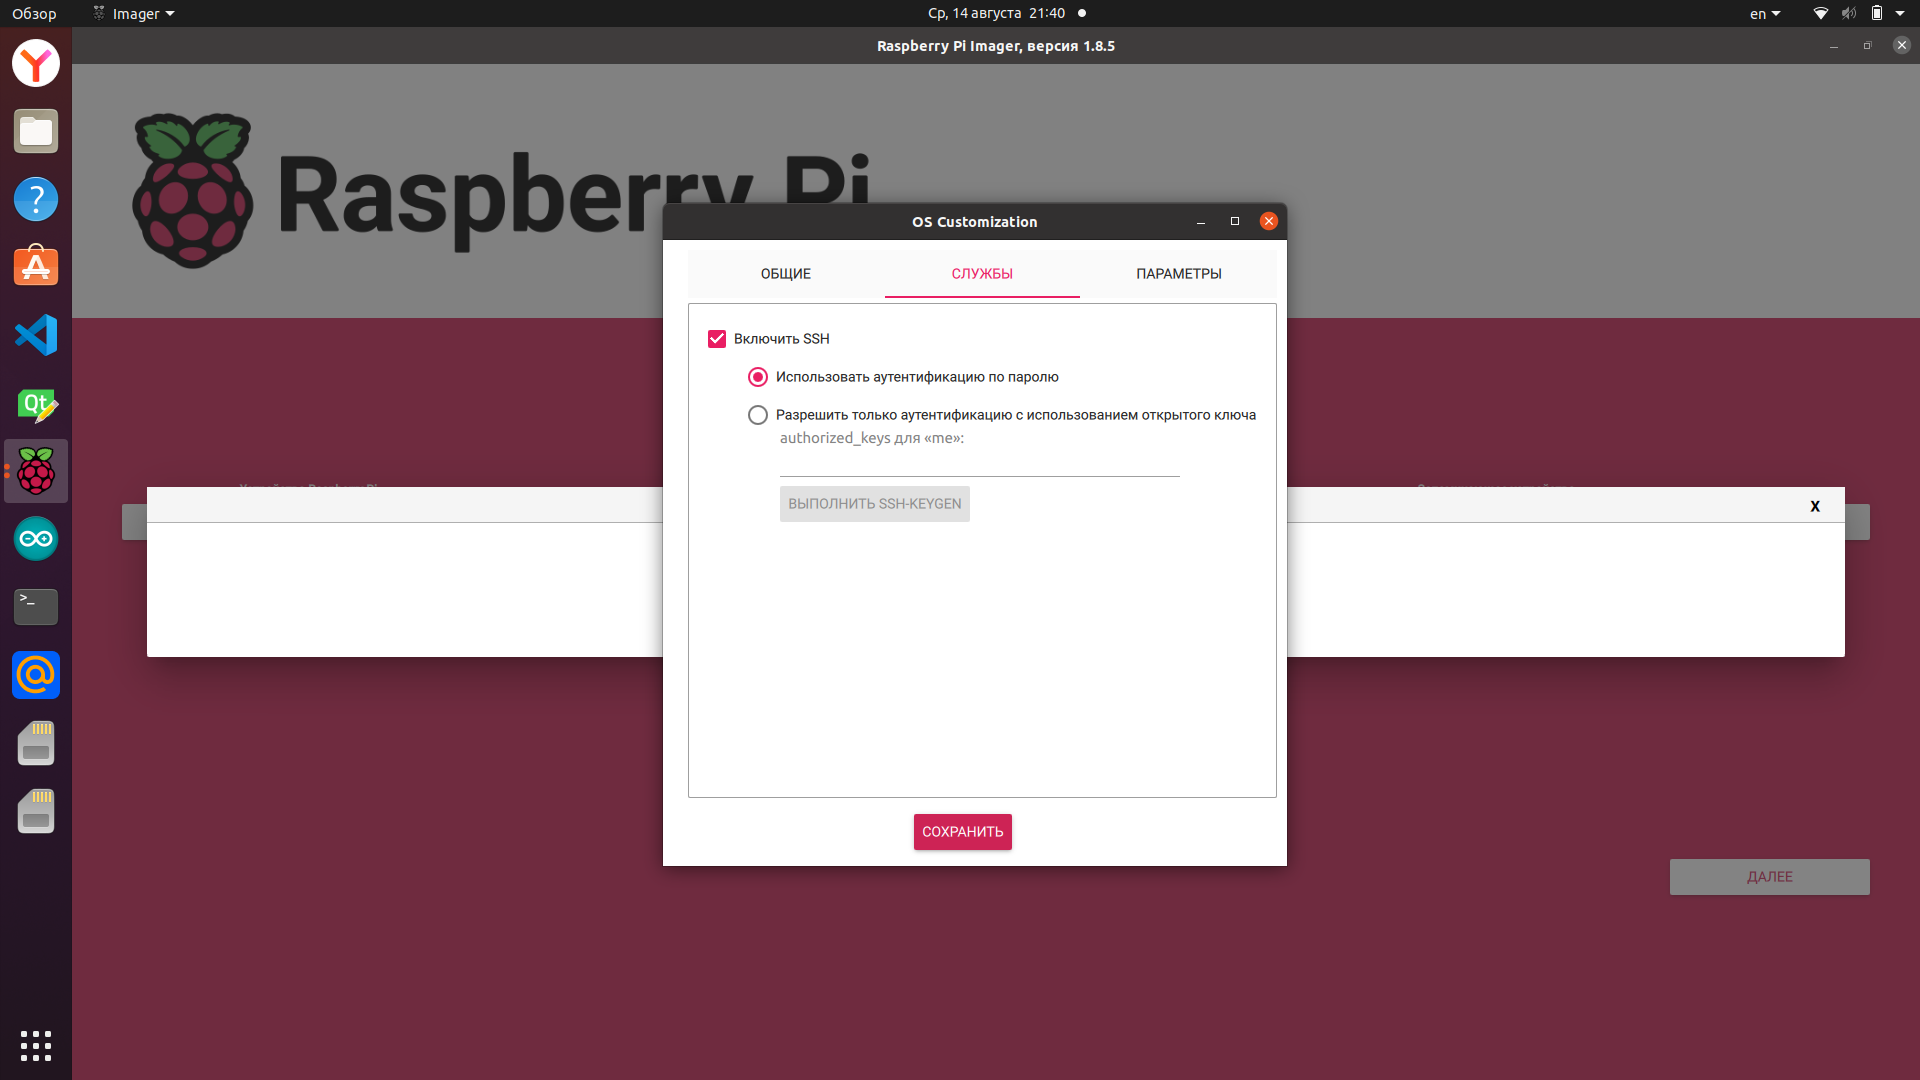 Обзор
Imager
Ср, 14 августа 21:40
en
Raspberry Pi Imager, версия 1.8.5
Raspberry Pi
OS Customization
ОБЩИЕ
СЛУЖБЫ
ПАРАМЕТРЫ
Включить SSH
Использовать аутентификацию по паролю
Разрешить только аутентификацию с использованием открытого ключа
authorized_keys для «me»:
ВЫПОЛНИТЬ SSH-KEYGEN
X
СОХРАНИТЬ
ДАЛЕЕ
Qt
>_